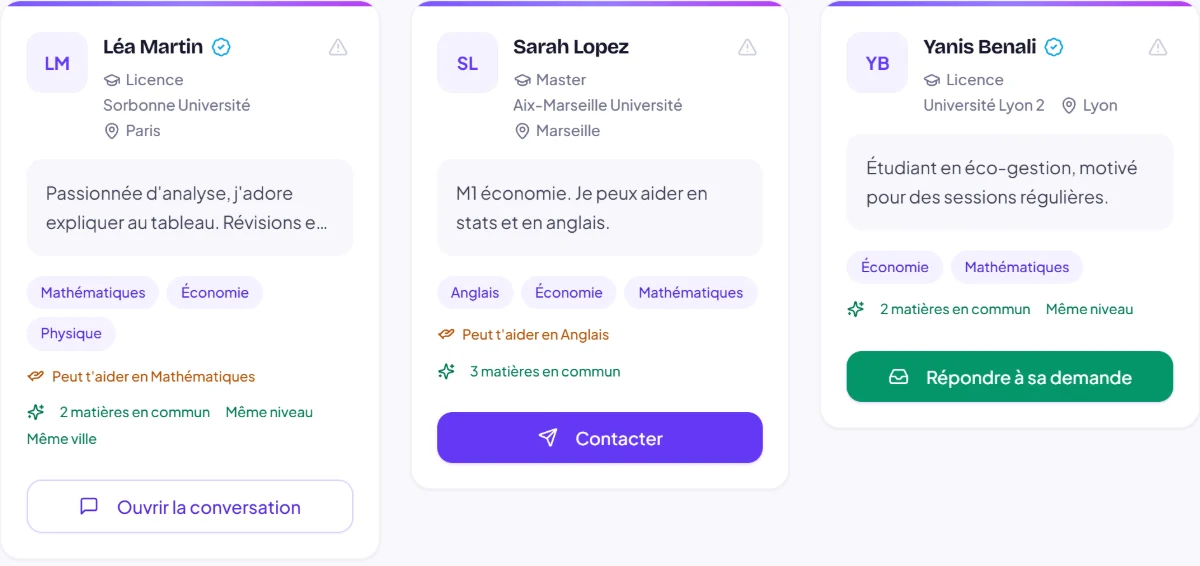 LM
Léa Martin
Licence
Sorbonne Université
Paris
Passionnée d'analyse, j'adore
expliquer au tableau. Révisions e…
Mathématiques
Économie
Physique
Peut t'aider en Mathématiques
2 matières en commun
Même niveau
Même ville
Ouvrir la conversation
SL
Sarah Lopez
Master
Aix-Marseille Université
Marseille
M1 économie. Je peux aider en
stats et en anglais.
Anglais
Économie
Mathématiques
Peut t'aider en Anglais
3 matières en commun
Contacter
YB
Yanis Benali
Licence
Université Lyon 2
Lyon
Étudiant en éco-gestion, motivé
pour des sessions régulières.
Économie
Mathématiques
2 matières en commun
Même niveau
Répondre à sa demande